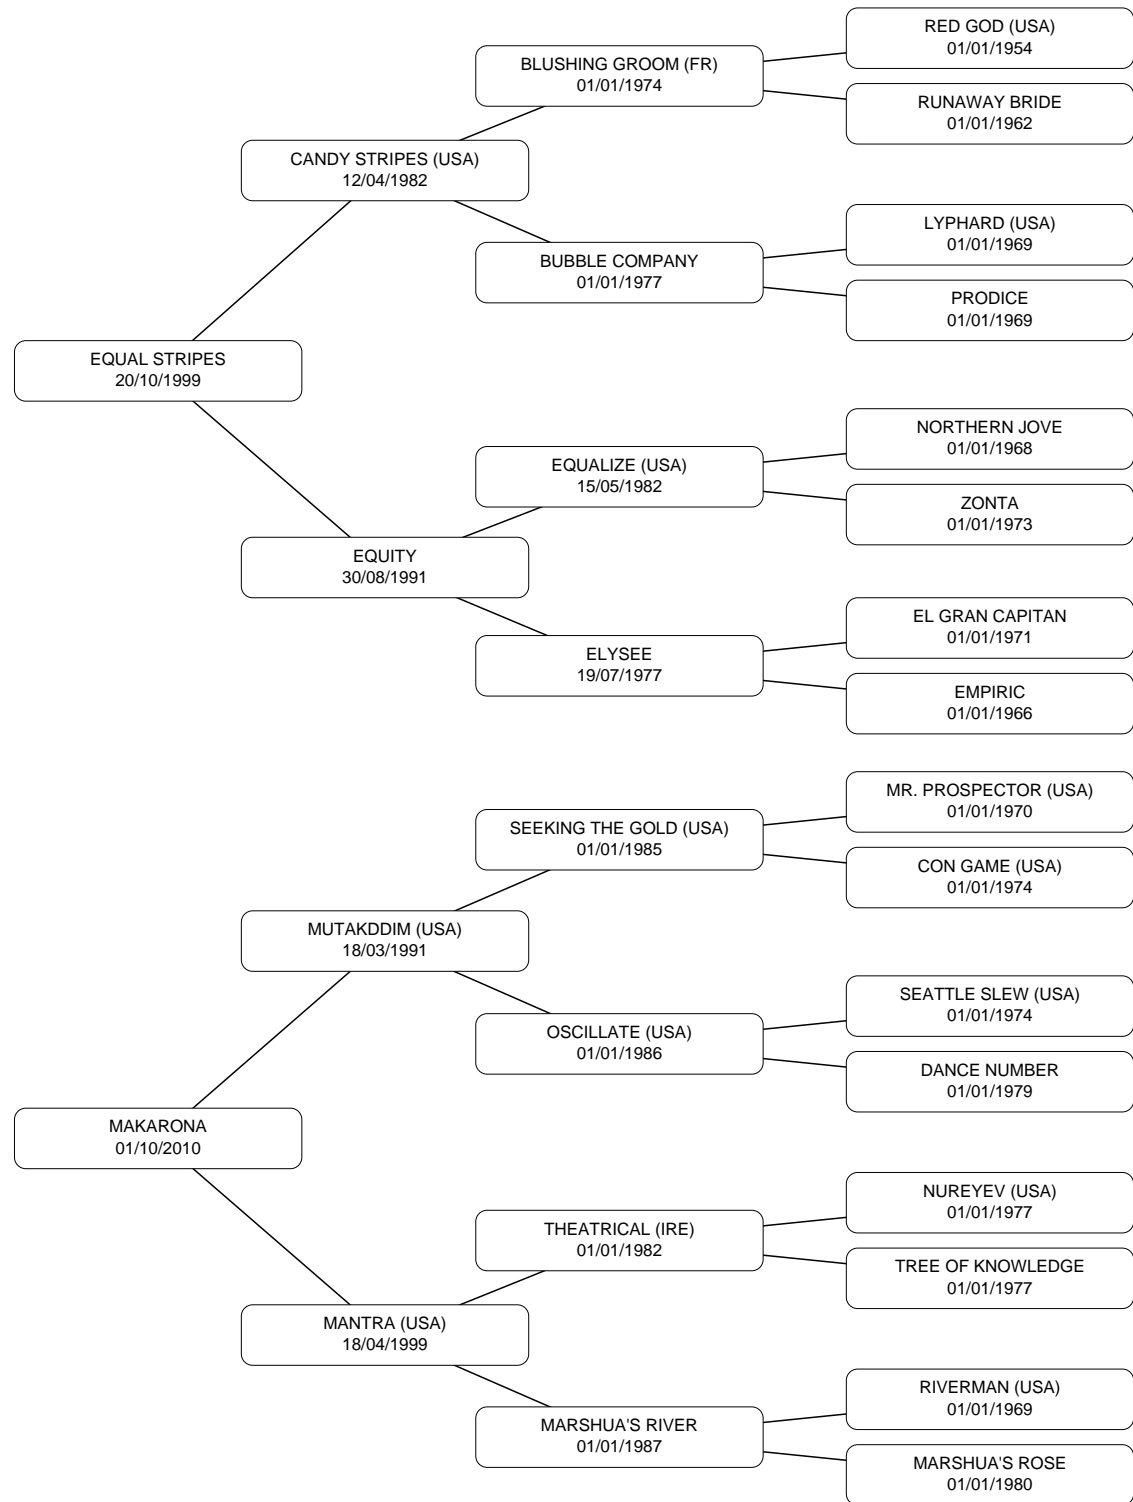 RED GOD (USA)
01/01/1954
BLUSHING GROOM (FR)
01/01/1974
RUNAWAY BRIDE
01/01/1962
CANDY STRIPES (USA)
12/04/1982
LYPHARD (USA)
01/01/1969
BUBBLE COMPANY
01/01/1977
PRODICE
01/01/1969
EQUAL STRIPES
20/10/1999
NORTHERN JOVE
01/01/1968
EQUALIZE (USA)
15/05/1982
ZONTA
01/01/1973
EQUITY
30/08/1991
EL GRAN CAPITAN
01/01/1971
ELYSEE
19/07/1977
EMPIRIC
01/01/1966
MR. PROSPECTOR (USA)
01/01/1970
SEEKING THE GOLD (USA)
01/01/1985
CON GAME (USA)
01/01/1974
MUTAKDDIM (USA)
18/03/1991
SEATTLE SLEW (USA)
01/01/1974
OSCILLATE (USA)
01/01/1986
DANCE NUMBER
01/01/1979
MAKARONA
01/10/2010
NUREYEV (USA)
01/01/1977
THEATRICAL (IRE)
01/01/1982
TREE OF KNOWLEDGE
01/01/1977
MANTRA (USA)
18/04/1999
RIVERMAN (USA)
01/01/1969
MARSHUA'S RIVER
01/01/1987
MARSHUA'S ROSE
01/01/1980